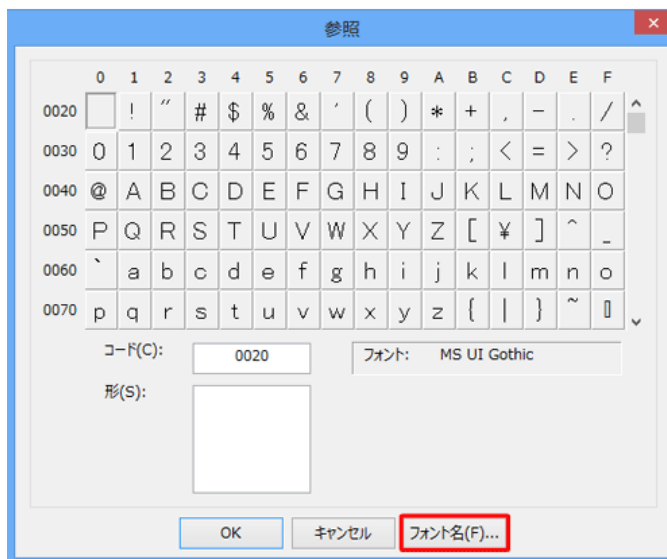 参照
0 1 2 3 4 5 6 7 8 9 A B C D E F
0020 ! " # $ % & ' ( ) * + , - . /
0030 0 1 2 3 4 5 6 7 8 9 : ; < = > ?
0040 @ A B C D E F G H I J K L M N O
0050 P Q R S T U V W X Y Z [ ¥ ] ^ _
0060 ` a b c d e f g h i j k l m n o
0070 p q r s t u v w x y z { | } ~ ▯
コード(C): 0020 フォント: MS UI Gothic
形(S):
OK キャンセル フォント名(F)...